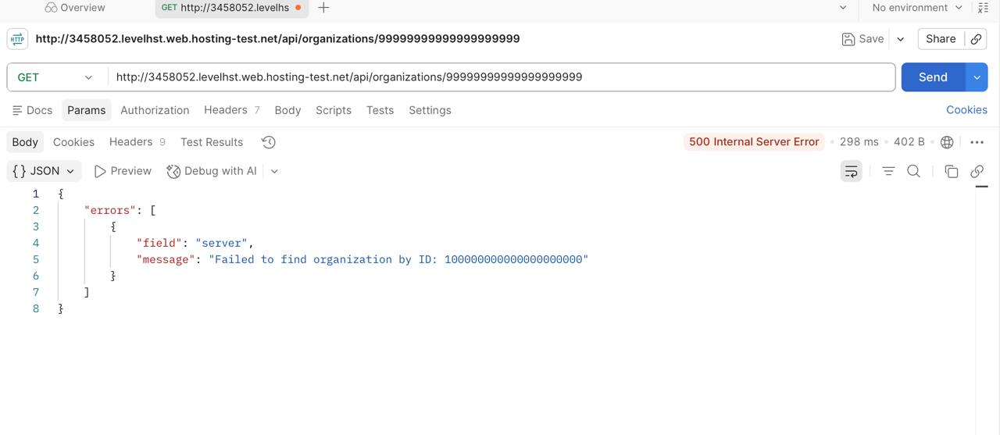 Overview
GET http://3458052.levelhs
No environment
HTTP http://3458052.levelhst.web.hosting-test.net/api/organizations/99999999999999999999
Save
Share
GET http://3458052.levelhst.web.hosting-test.net/api/organizations/99999999999999999999
Send
Docs Params Authorization Headers 7 Body Scripts Tests Settings
Cookies
Body Cookies Headers 9 Test Results
500 Internal Server Error • 298 ms • 402 B •
{} JSON Preview Debug with AI
1 {
2 "errors": [
3 {
4 "field": "server",
5 "message": "Failed to find organization by ID: 100000000000000000000"
6 }
7 ]
8 }